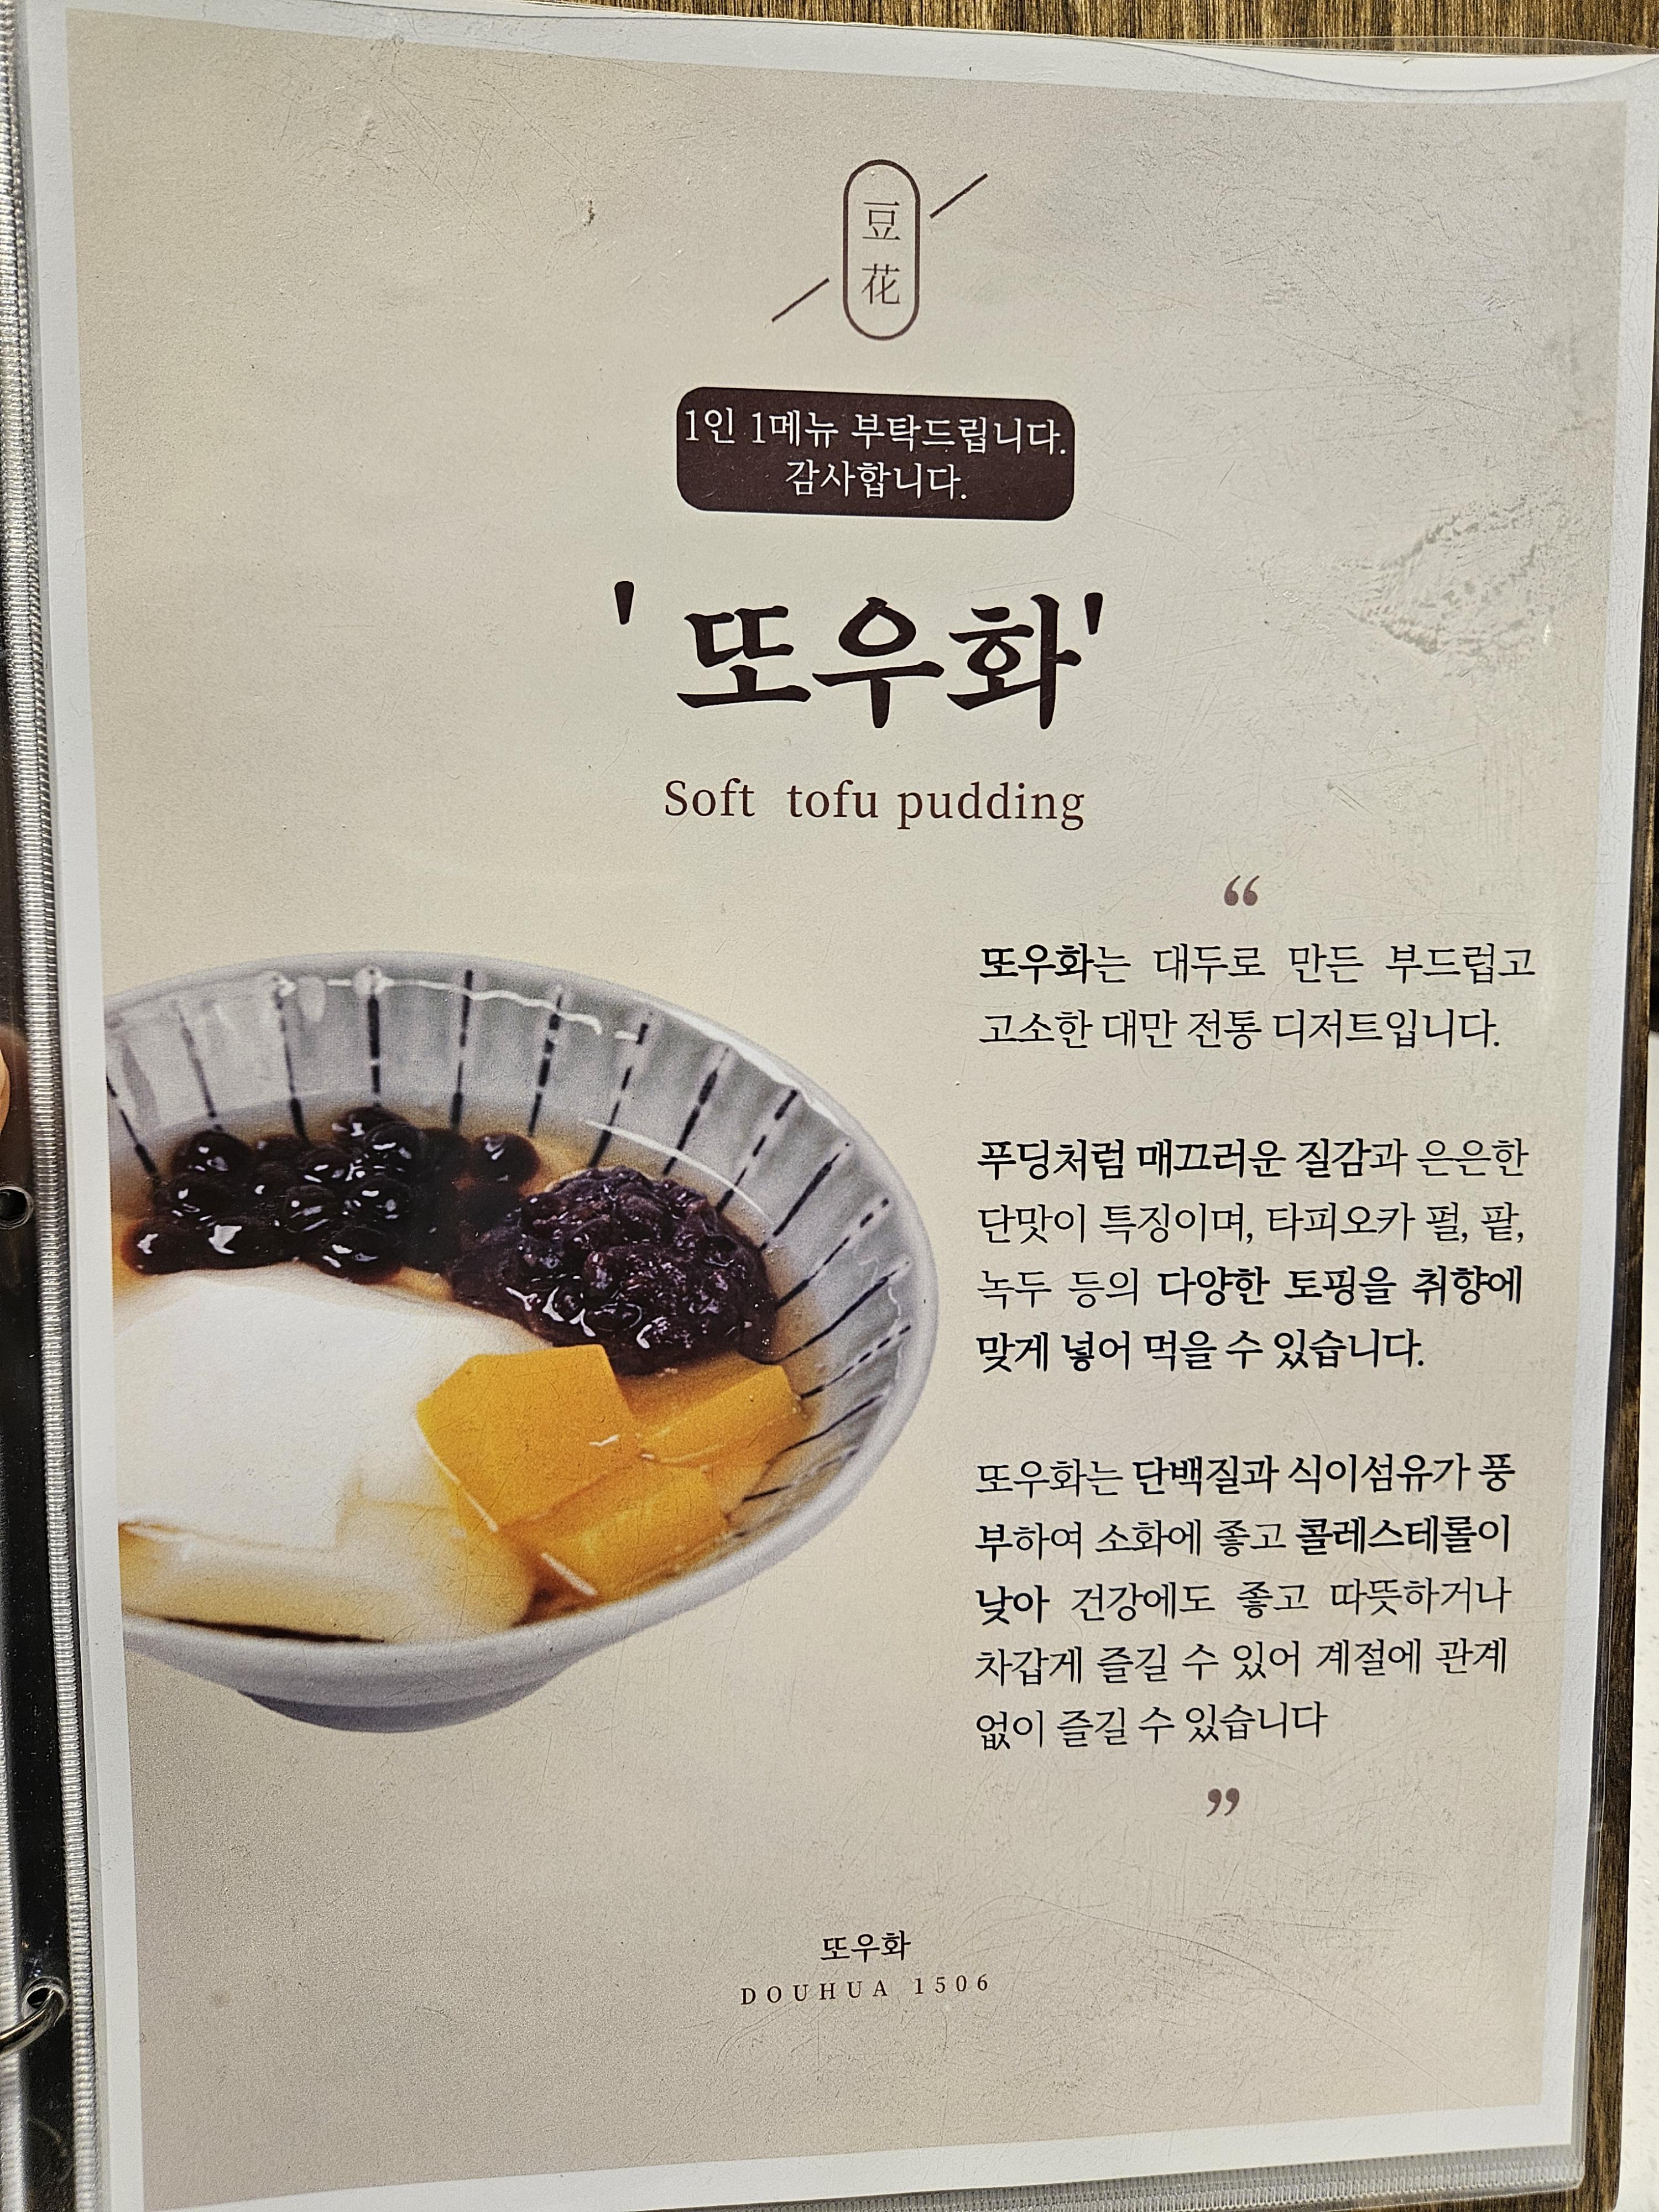 豆
花
1인 1메뉴 부탁드립니다.
감사합니다.
' 또우화'
Soft tofu pudding
“
또우화는 대두로 만든 부드럽고
고소한 대만 전통 디저트입니다.
푸딩처럼 매끄러운 질감과 은은한
단맛이 특징이며, 타피오카 펄, 팥,
녹두 등의 다양한 토핑을 취향에
맞게 넣어 먹을 수 있습니다.
또우화는 단백질과 식이섬유가 풍
부하여 소화에 좋고 콜레스테롤이
낮아 건강에도 좋고 따뜻하거나
차갑게 즐길 수 있어 계절에 관계
없이 즐길 수 있습니다
”
또우화
DOUHUA 1506